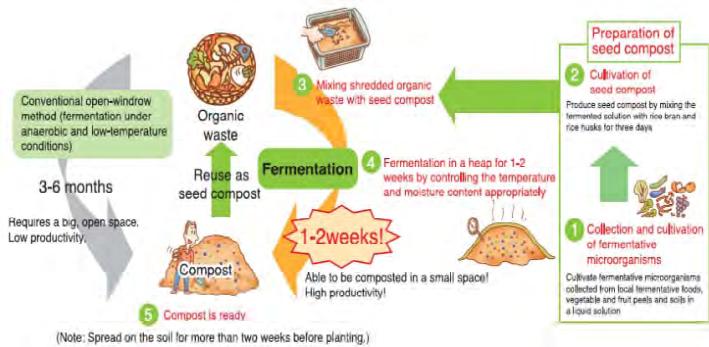 Preparation of
seed compost
2 Cultivation of
seed compost
Produce seed compost by mixing the
fermented solution with rice bran and
rice husks for three days
1 Collection and cultivation
of fermentative
microorganisms
Cultivate fermentative microorganisms
collected from local fermentative foods,
vegetable and fruit peels and soils in
a liquid solution
3 Mixing shredded organic
waste with seed compost
Organic
waste
Conventional open-windrow
method (fermentation under
anaerobic and low-temperature
conditions)
3-6 months
Requires a big, open space.
Low productivity.
Reuse as
seed compost
Fermentation
4 Fermentation in a heap for 1-2
weeks by controlling the temperature
and moisture content appropriately
1-2weeks!
Able to be composted in a small space!
High productivity!
Compost
5 Compost is ready
(Note: Spread on the soil for more than two weeks before planting.)